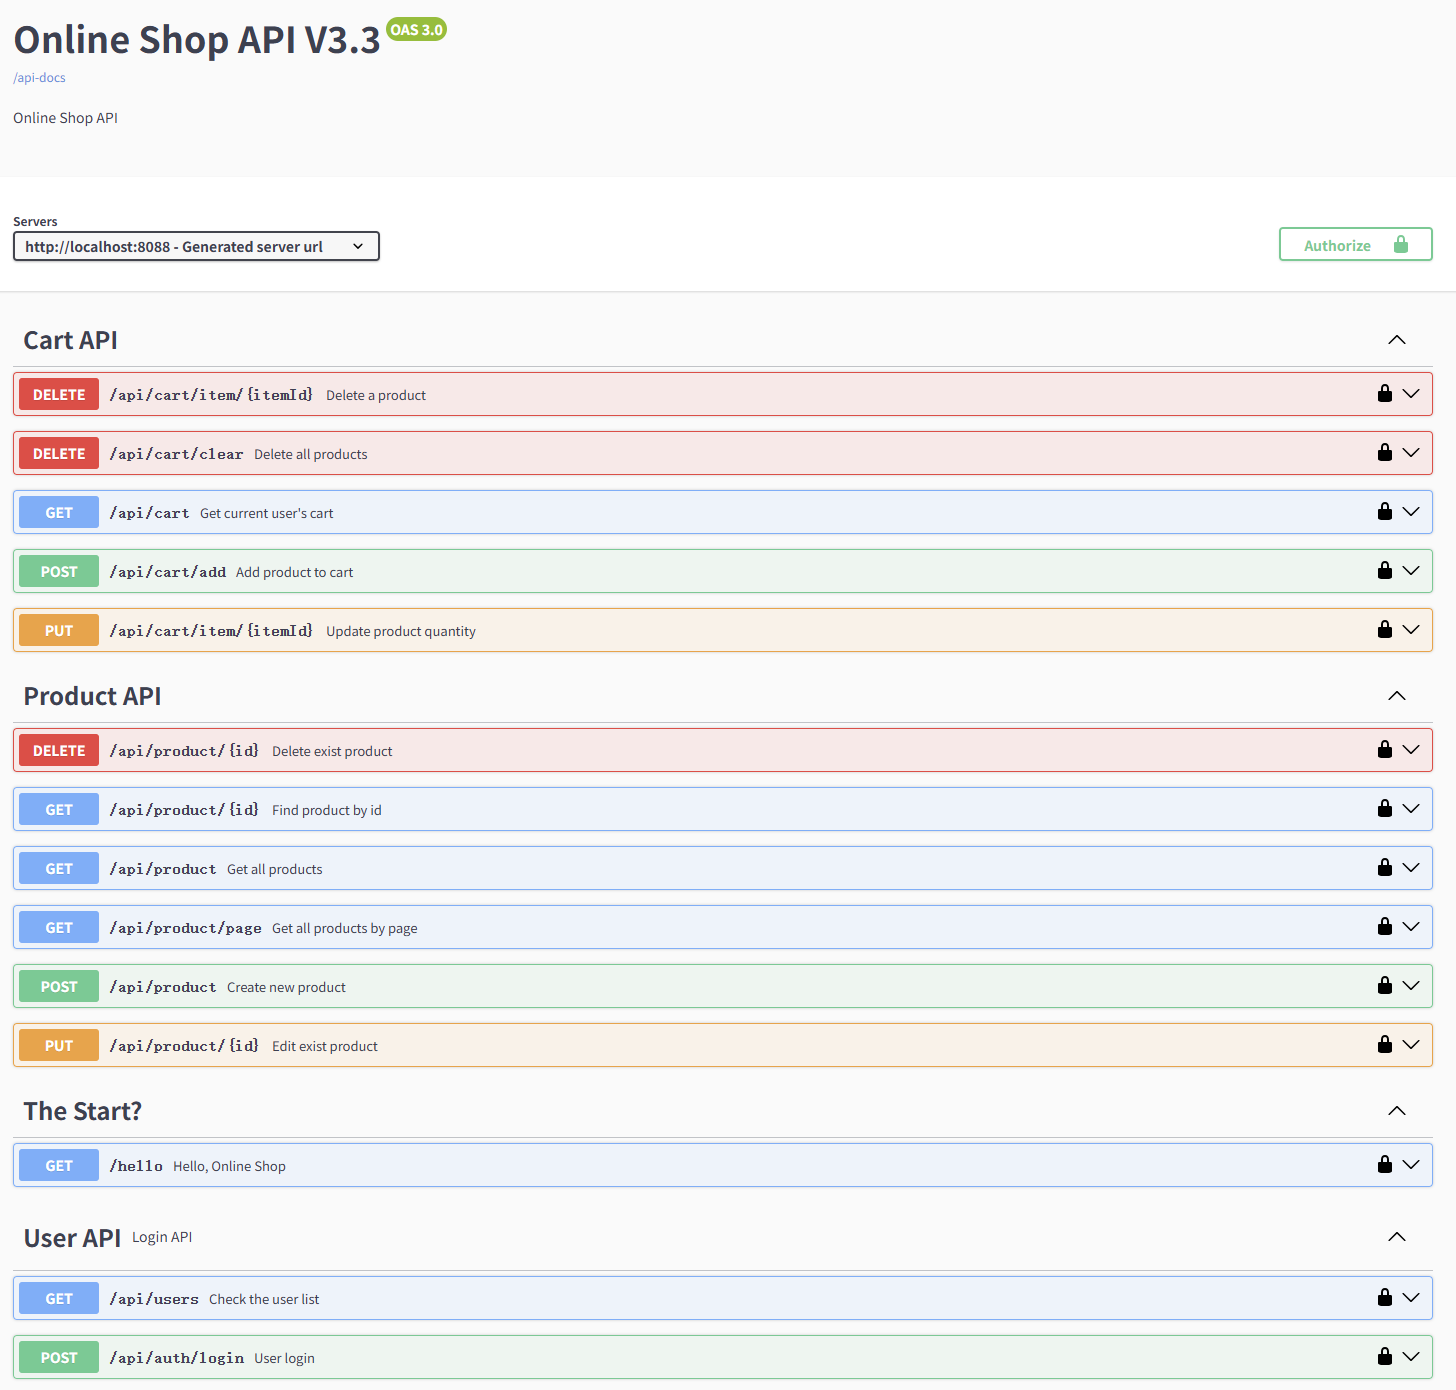 Online Shop API V3.3 OAS 3.0
/api-docs
Online Shop API
Servers
http://localhost:8088 - Generated server url
Authorize
Cart API
DELETE /api/cart/item/{itemId} Delete a product
DELETE /api/cart/clear Delete all products
GET /api/cart Get current user's cart
POST /api/cart/add Add product to cart
PUT /api/cart/item/{itemId} Update product quantity
Product API
DELETE /api/product/{id} Delete exist product
GET /api/product/{id} Find product by id
GET /api/product Get all products
GET /api/product/page Get all products by page
POST /api/product Create new product
PUT /api/product/{id} Edit exist product
The Start?
GET /hello Hello, Online Shop
User API Login API
GET /api/users Check the user list
POST /api/auth/login User login